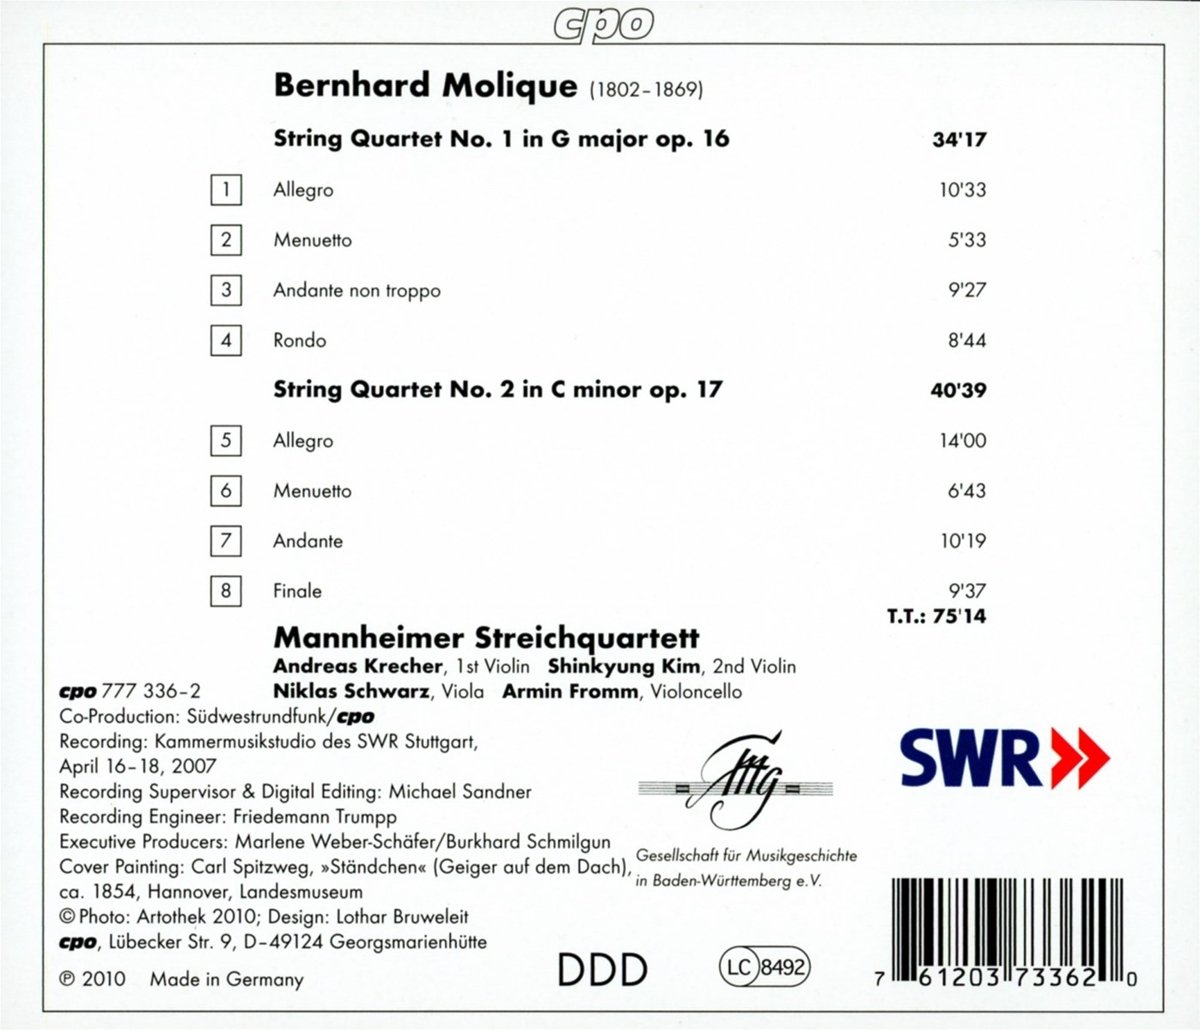 cpo
Bernhard Molique (1802–1869)
String Quartet No. 1 in G major op. 16 34'17
1 Allegro 10'33
2 Menuetto 5'33
3 Andante non troppo 9'27
4 Rondo 8'44
String Quartet No. 2 in C minor op. 17 40'39
5 Allegro 14'00
6 Menuetto 6'43
7 Andante 10'19
8 Finale 9'37
T.T.: 75'14
Mannheimer Streichquartett
Andreas Krecher, 1st Violin Shinkyung Kim, 2nd Violin
Niklas Schwarz, Viola Armin Fromm, Violoncello
cpo 777 336–2
Co-Production: Südwestrundfunk/cpo
Recording: Kammermusikstudio des SWR Stuttgart,
April 16–18, 2007
Recording Supervisor & Digital Editing: Michael Sandner
Recording Engineer: Friedemann Trumpp
Executive Producers: Marlene Weber-Schäfer/Burkhard Schmilgun
Cover Painting: Carl Spitzweg, »Ständchen« (Geiger auf dem Dach),
ca. 1854, Hannover, Landesmuseum
© Photo: Artothek 2010; Design: Lothar Bruweleit
cpo, Lübecker Str. 9, D–49124 Georgsmarienhütte
℗ 2010 Made in Germany
Gesellschaft für Musikgeschichte
in Baden-Württemberg e.V.
SWR
DDD
LC 8492
7 61203 73362 0